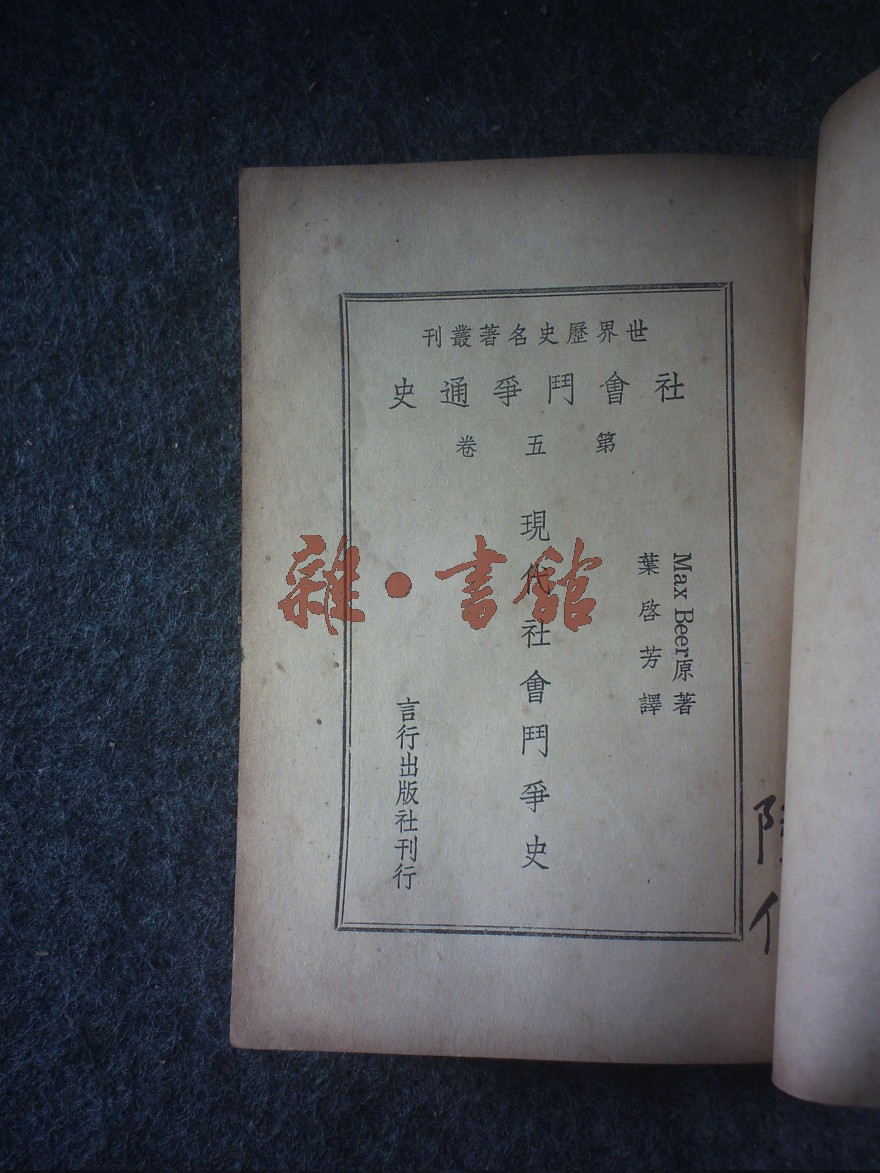 世界歷史名著叢刊
社會鬥爭通史
第五卷
Max Beer原著
葉啓芳譯
現代社會鬥爭史
言行出版社刊行
雜·書舘